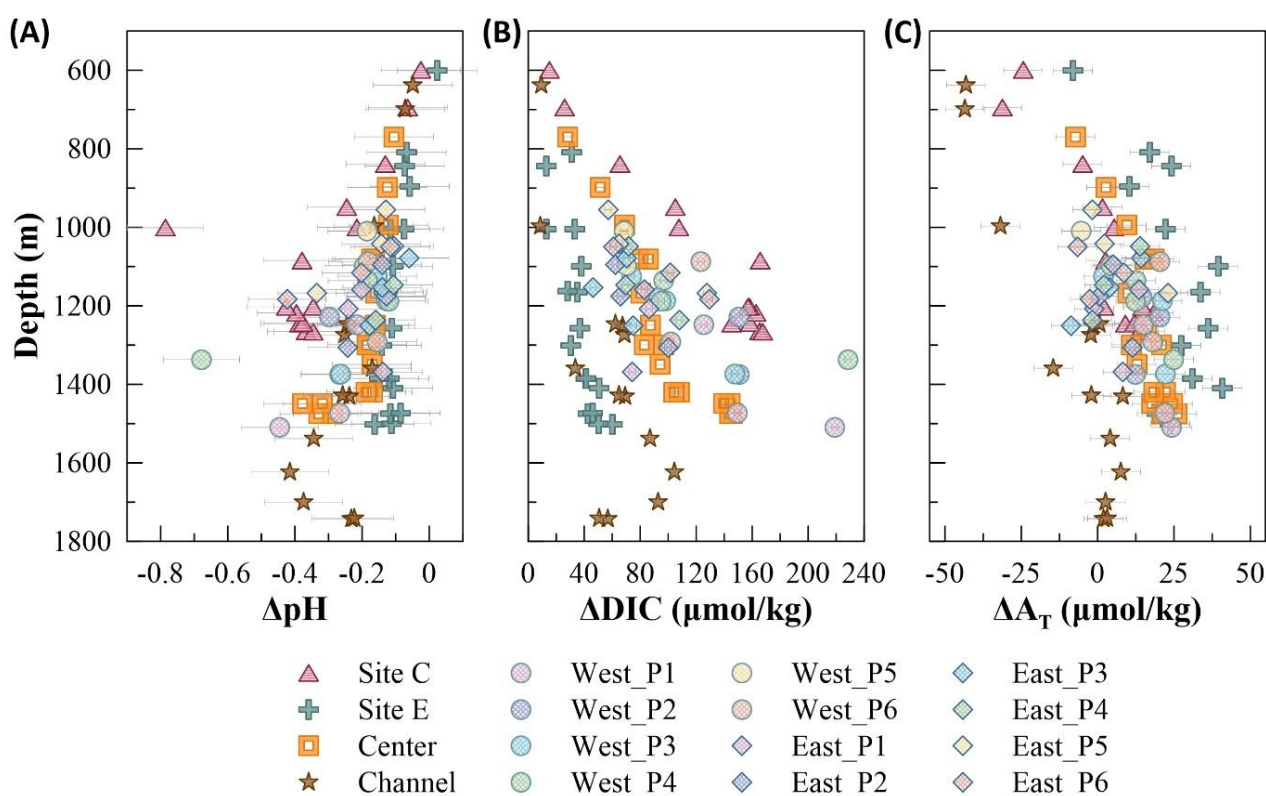 (A) (B) (C)
600
800
1000
1200
1400
1600
1800
Depth (m)
-0.8 -0.6 -0.4 -0.2 0
0 40 80 120 160 200 240
-50 -25 0 25 50
ΔpH ΔDIC (μmol/kg) ΔA_T (μmol/kg)
Site C West_P1 West_P5 East_P3
Site E West_P2 West_P6 East_P4
Center West_P3 East_P1 East_P5
Channel West_P4 East_P2 East_P6